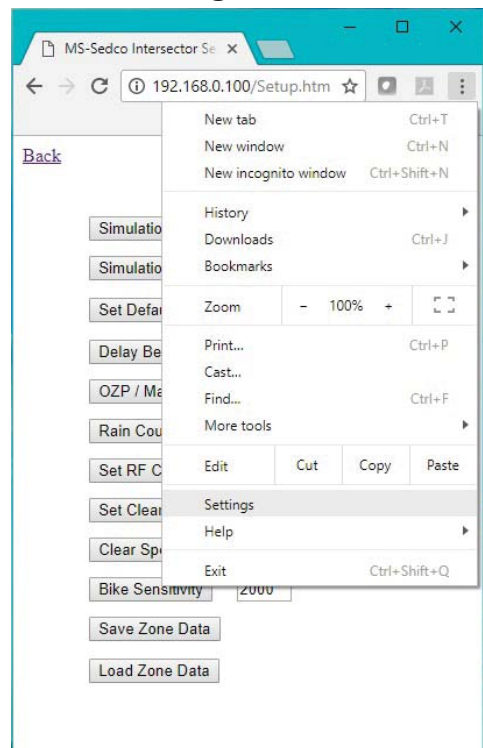 MS-Sedco Intersector Se
192.168.0.100/Setup.htm
New tab Ctrl+T
New window Ctrl+N
Back
New incognito window Ctrl+Shift+N
History
Simulatio
Downloads Ctrl+J
Simulatio
Bookmarks
Set Defau
Zoom - 100% +
Delay Be
Print... Ctrl+P
Cast...
OZP / Ma
Find... Ctrl+F
Rain Cou
More tools
Set RF C
Edit Cut Copy Paste
Set Clear
Settings
Help
Clear Spe
Exit Ctrl+Shift+Q
Bike Sensitivity 2000
Save Zone Data
Load Zone Data